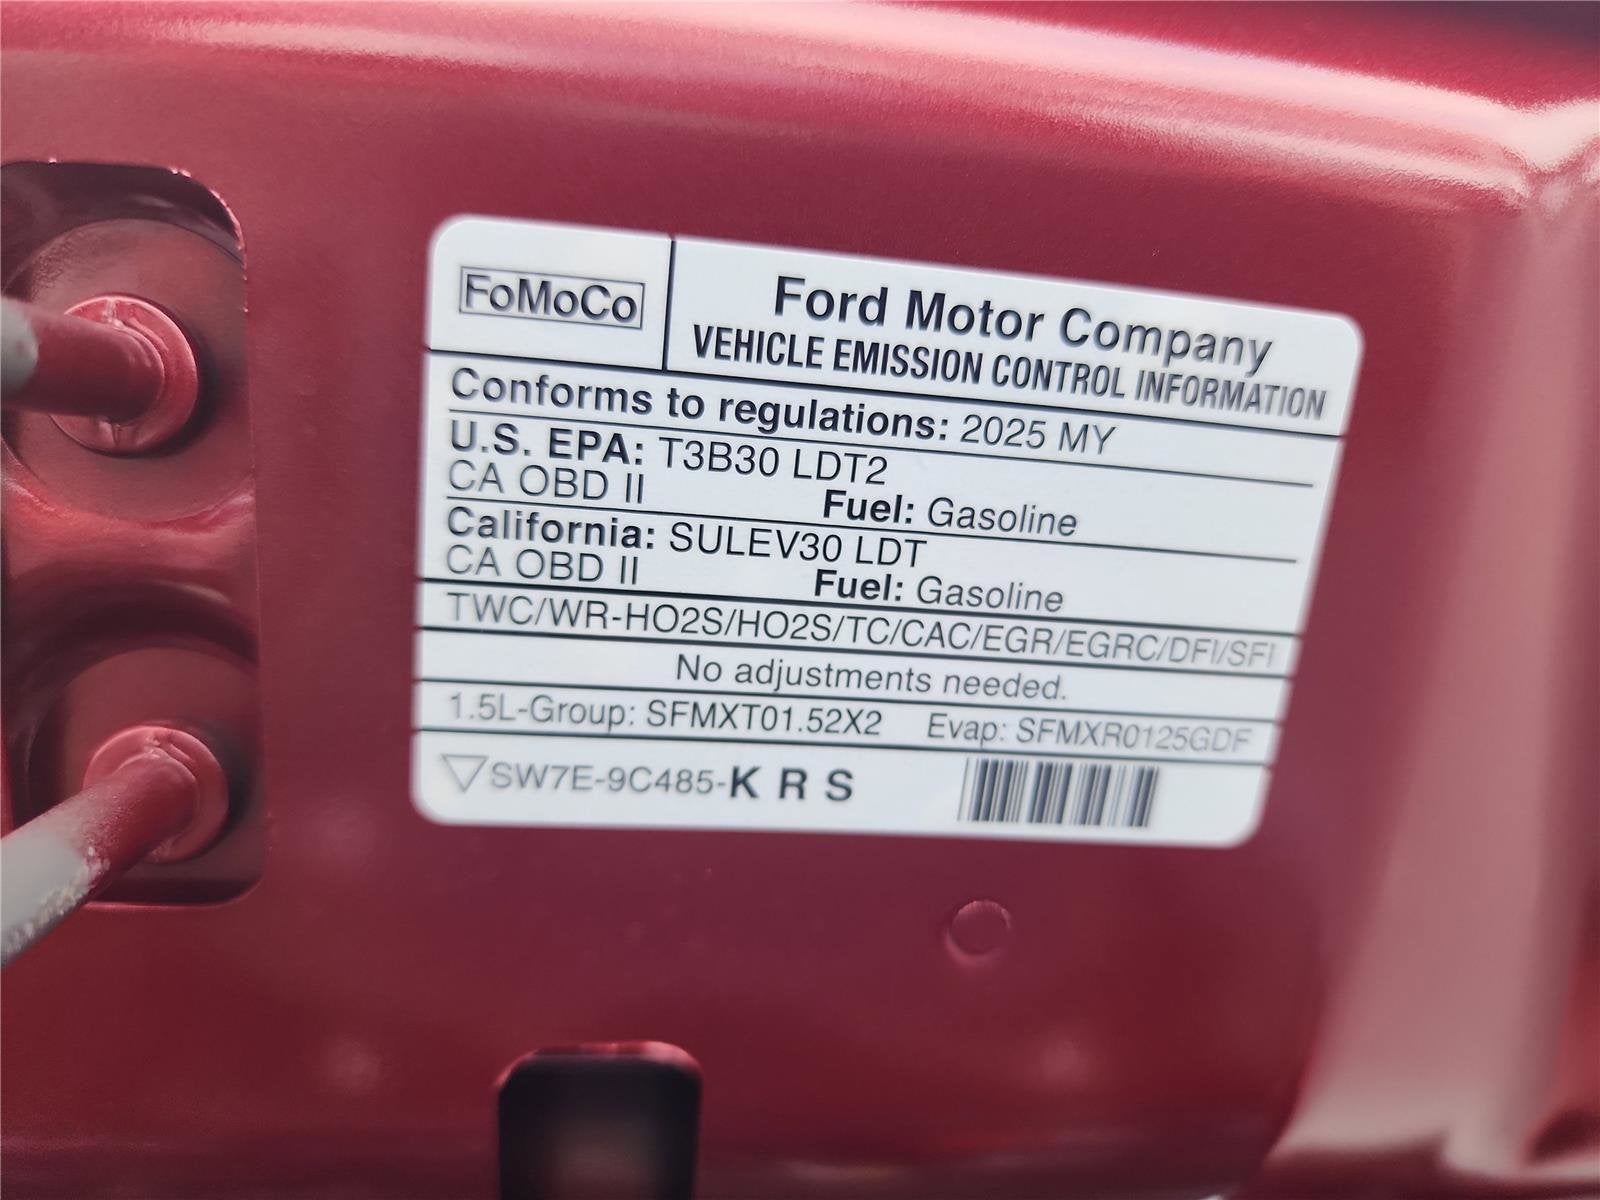 FoMoCo
Ford Motor Company
VEHICLE EMISSION CONTROL INFORMATION
Conforms to regulations: 2025 MY
U.S. EPA: T3B30 LDT2
CA OBD II Fuel: Gasoline
California: SULEV30 LDT
CA OBD II Fuel: Gasoline
TWC/WR-HO2S/HO2S/TC/CAC/EGR/EGRC/DFI/SFI
No adjustments needed.
1.5L-Group: SFMXT01.52X2 Evap: SFMXR0125GDF
SW7E-9C485-K R S